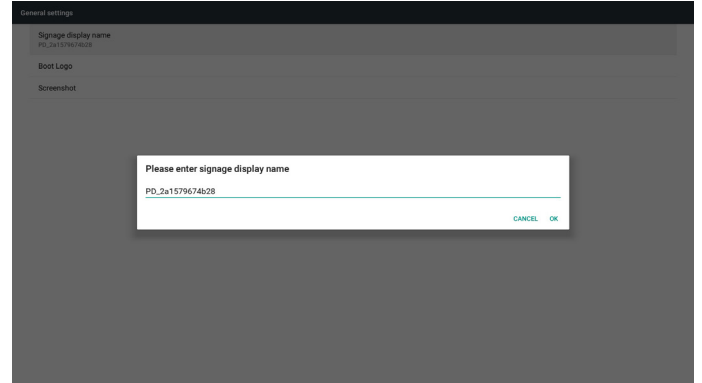 General settings
Signage display name
PD_2a1579674b28
Boot Logo
Screenshot
Please enter signage display name
PD_2a1579674b28
CANCEL OK